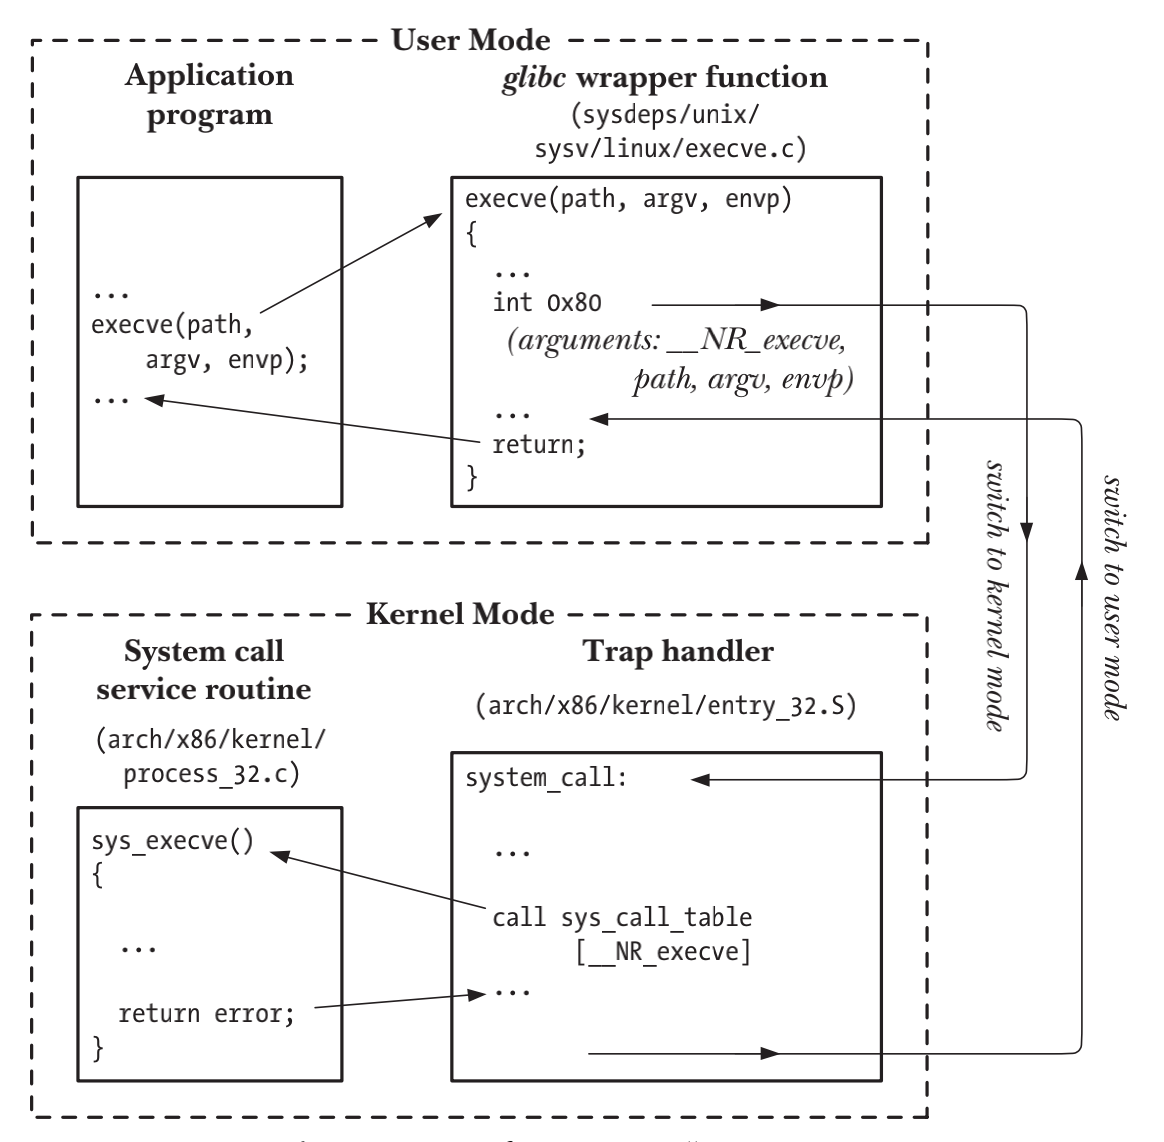 User Mode
Application
program
glibc wrapper function
(sysdeps/unix/
sysv/linux/execve.c)
...
execve(path,
argv, envp);
...
execve(path, argv, envp)
{
...
int 0x80
(arguments: __NR_execve,
path, argv, envp)
...
return;
}
switch to kernel mode
switch to user mode
Kernel Mode
System call
service routine
(arch/x86/kernel/
process_32.c)
Trap handler
(arch/x86/kernel/entry_32.S)
sys_execve()
{
...
return error;
}
system_call:
...
call sys_call_table
[__NR_execve]
...